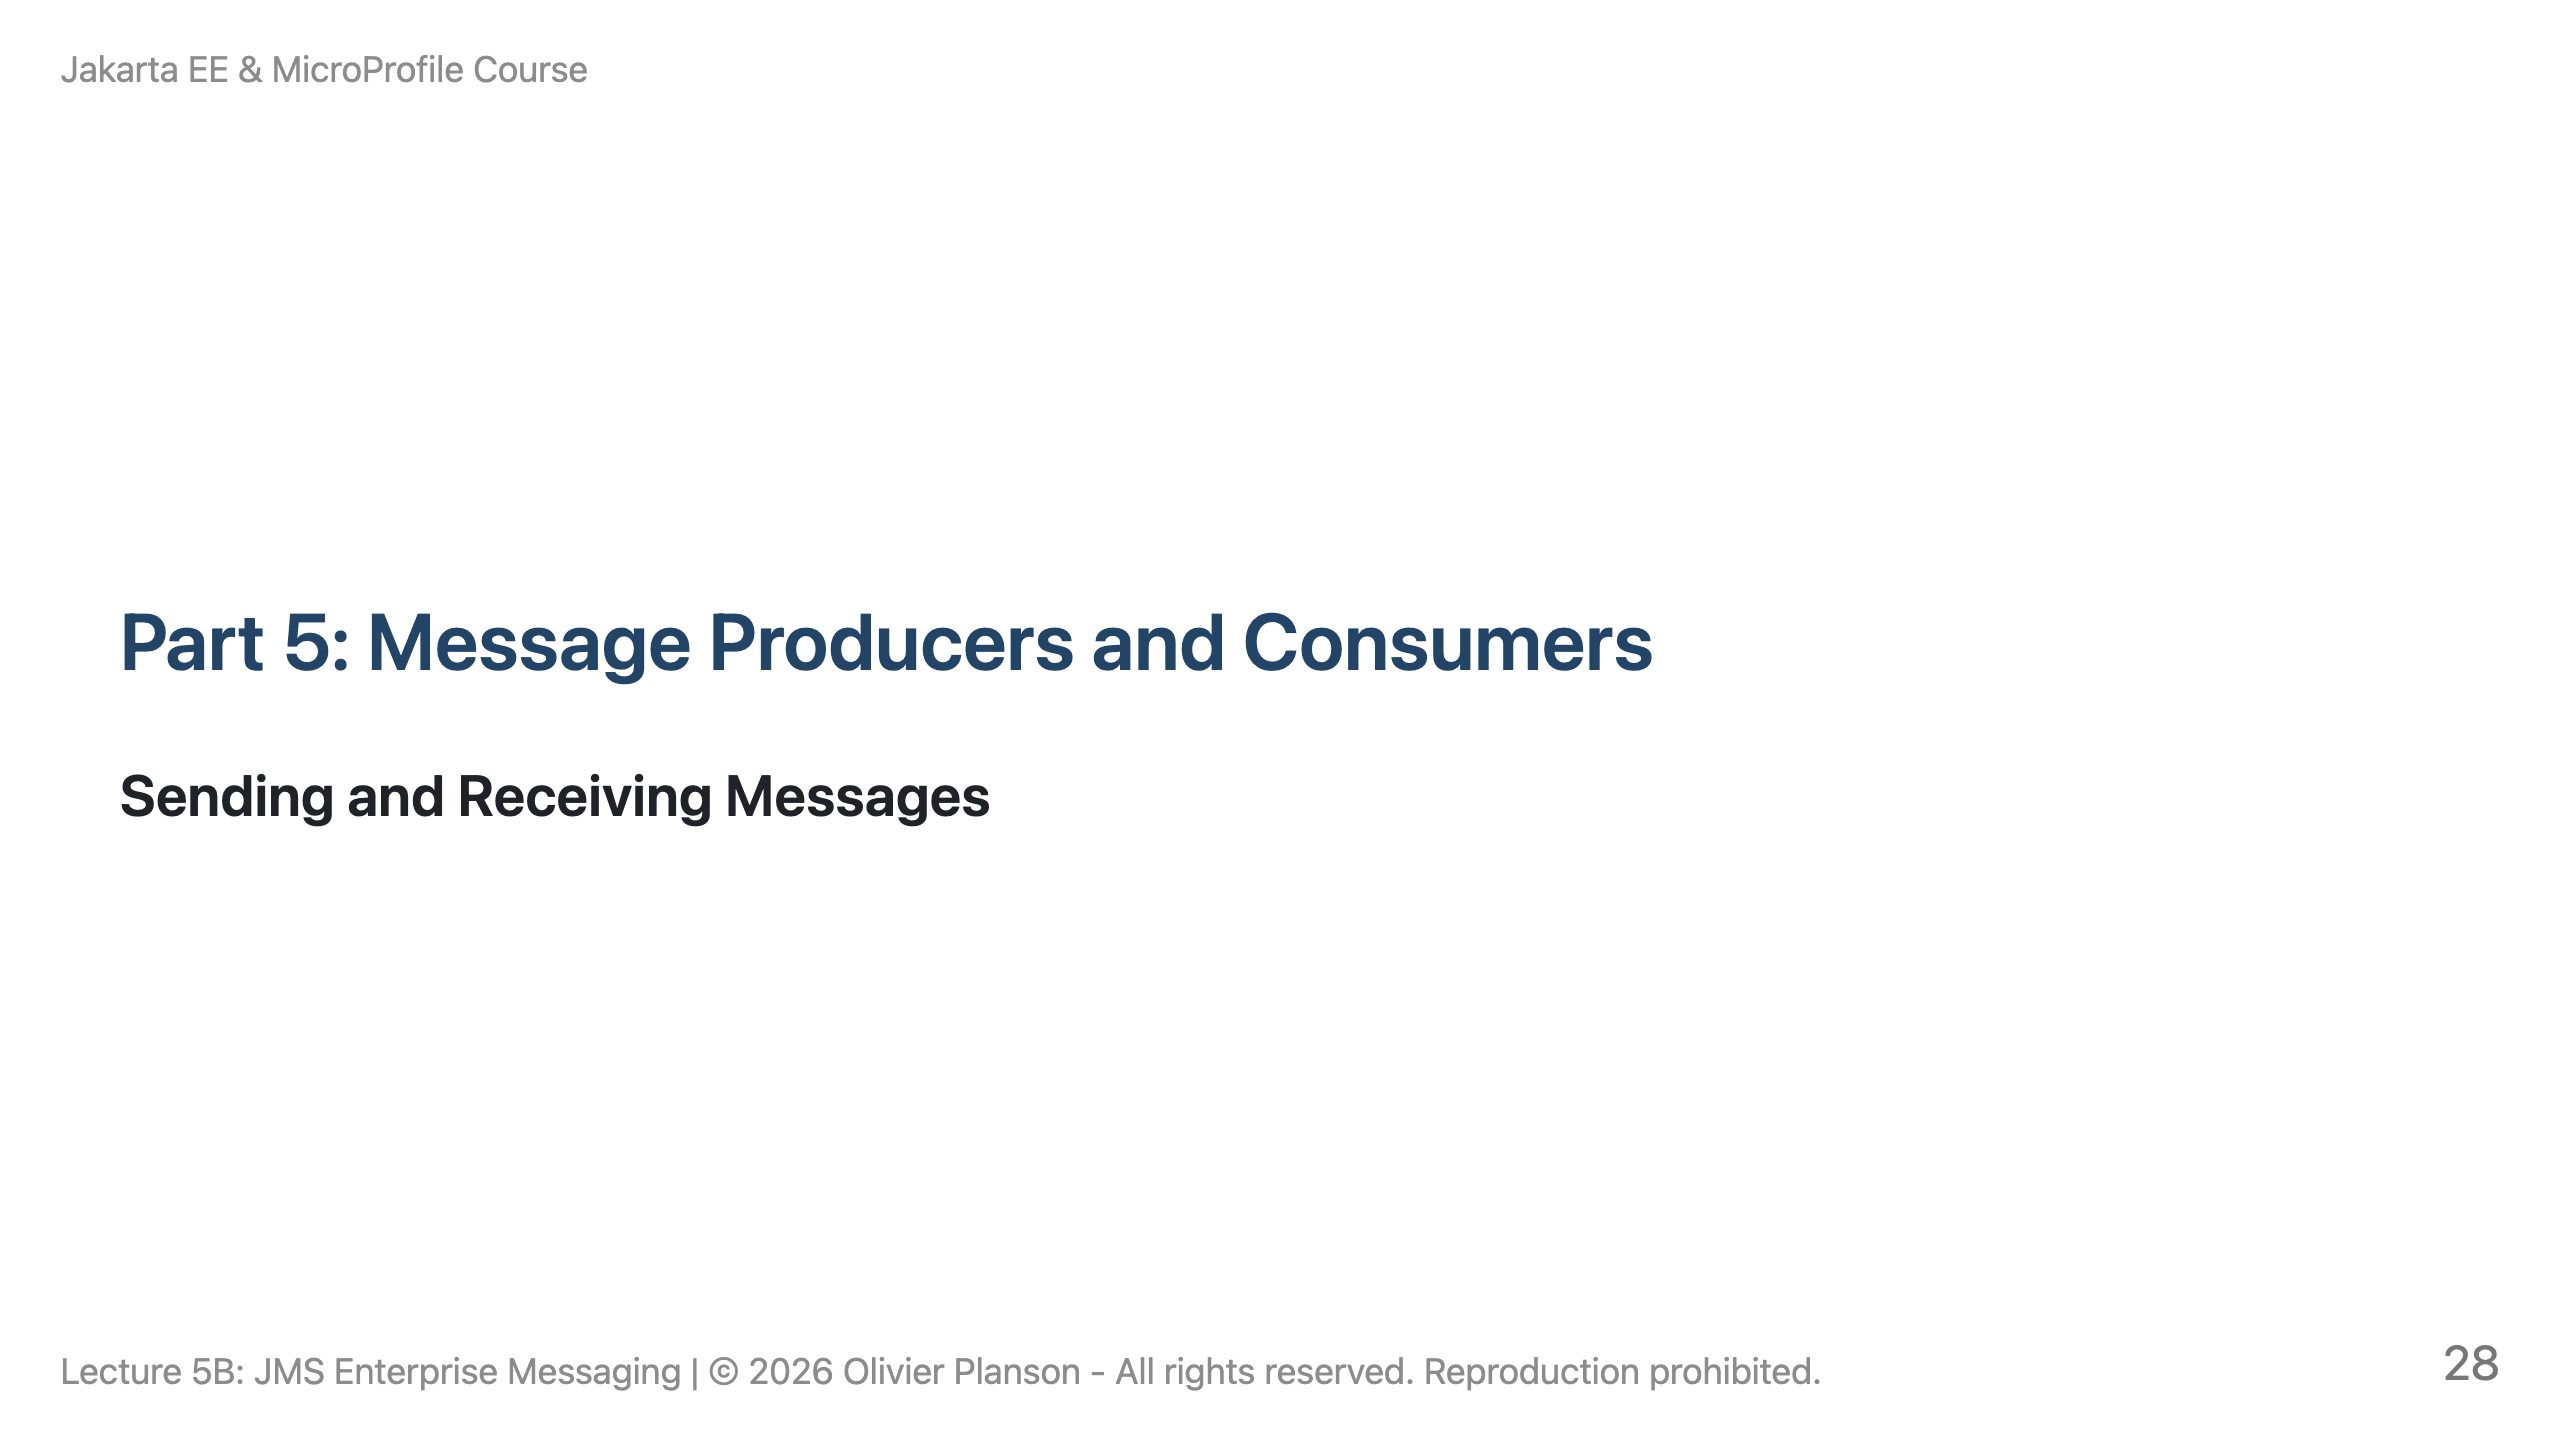 Jakarta EE & MicroProfile Course
Part 5: Message Producers and Consumers
Sending and Receiving Messages
Lecture 5B: JMS Enterprise Messaging | © 2026 Olivier Planson - All rights reserved. Reproduction prohibited.
28